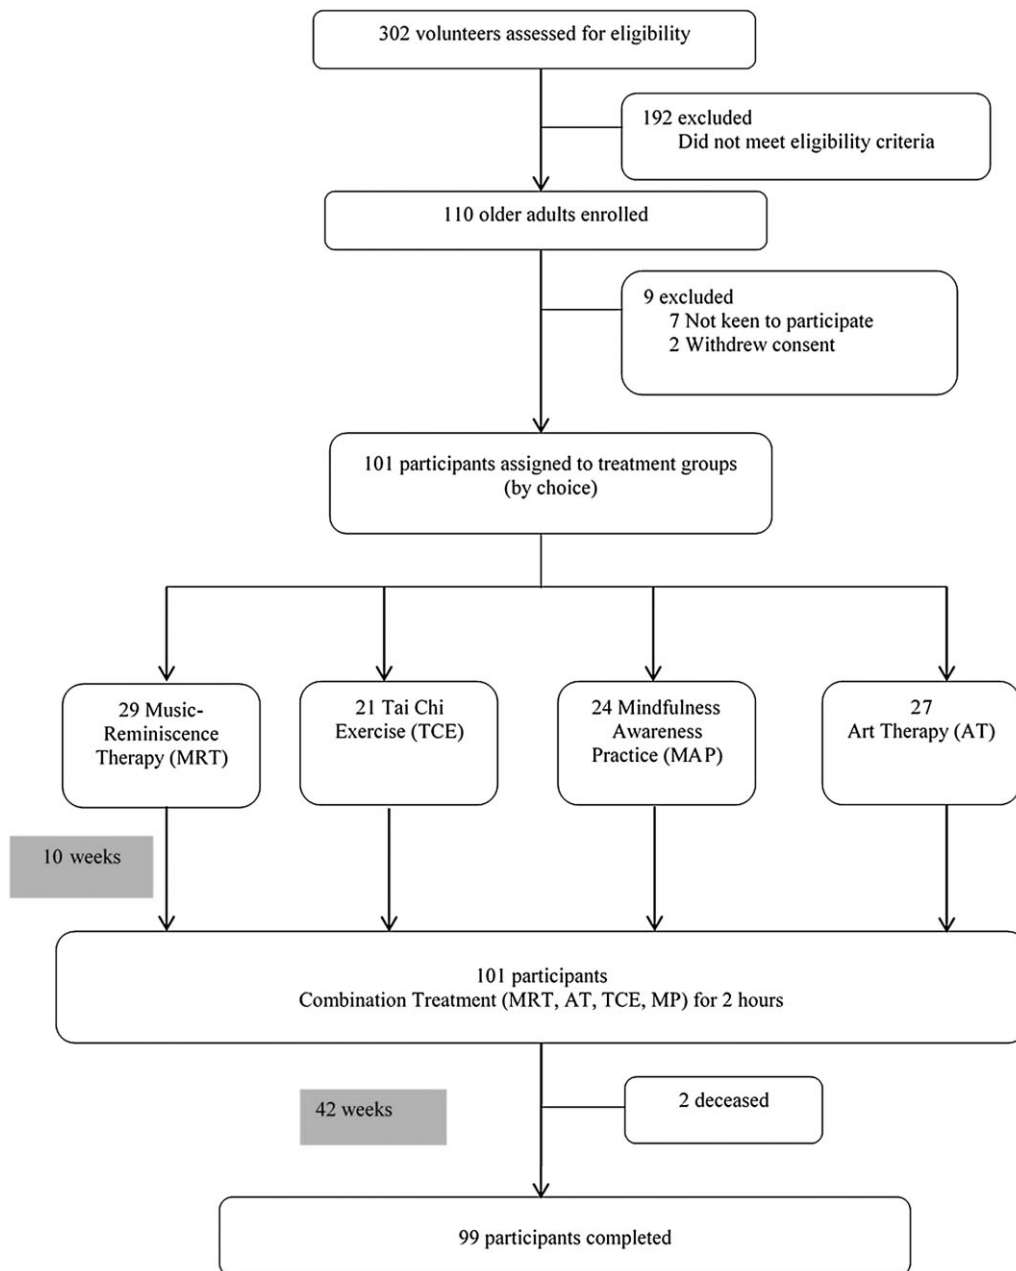 302 volunteers assessed for eligibility
192 excluded
Did not meet eligibility criteria
110 older adults enrolled
9 excluded
7 Not keen to participate
2 Withdrew consent
101 participants assigned to treatment groups
(by choice)
29 Music-
Reminiscence
Therapy (MRT)
21 Tai Chi
Exercise (TCE)
24 Mindfulness
Awareness
Practice (MAP)
27
Art Therapy (AT)
10 weeks
101 participants
Combination Treatment (MRT, AT, TCE, MP) for 2 hours
42 weeks
2 deceased
99 participants completed